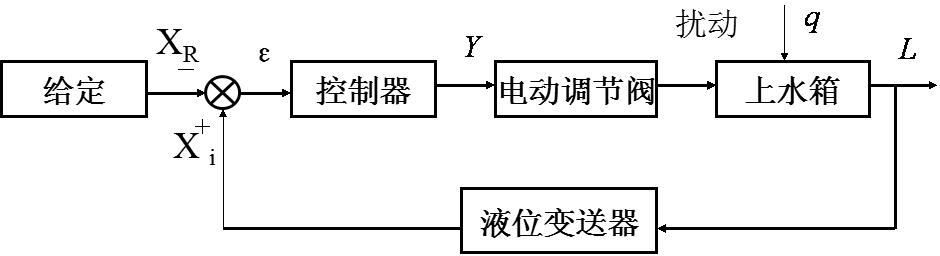 扰动 q
X_R ε Y L
−
给定 控制器 电动调节阀 上水箱
X_i +
液位变送器